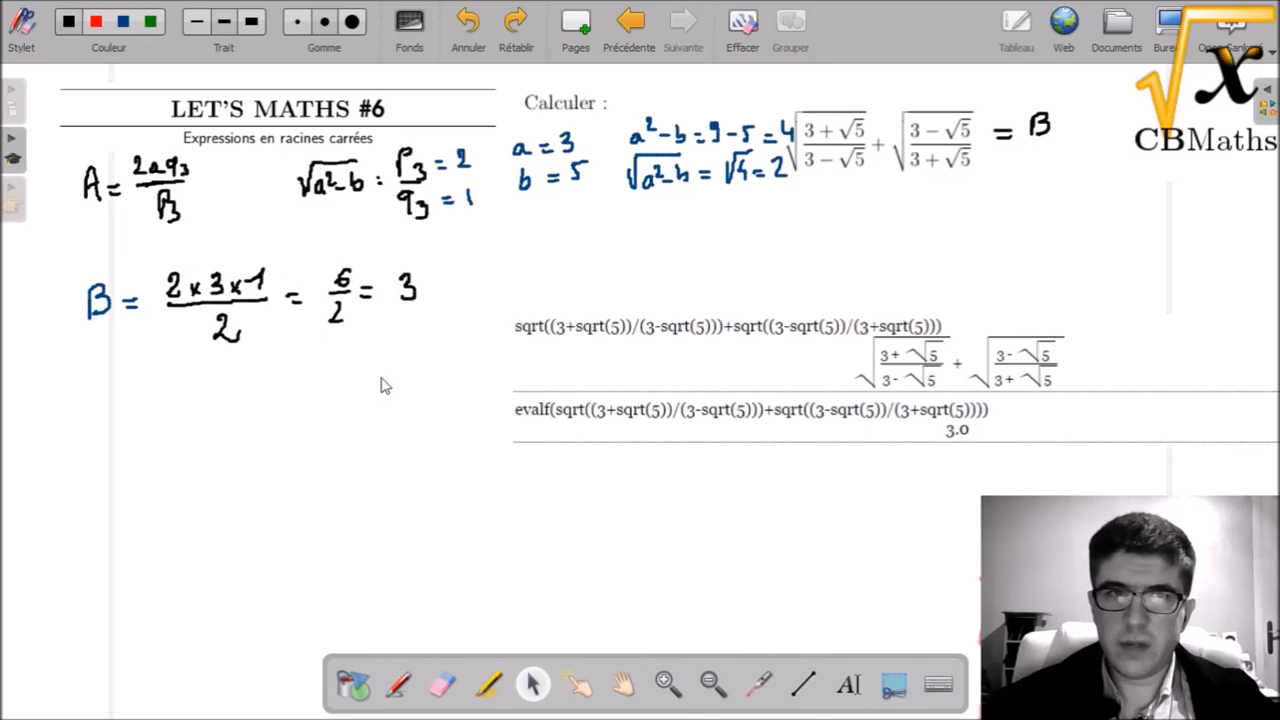 Stylet
Couleur
Trait
Gomme
Fonds
Annuler
Rétablir
Pages
Précédente
Suivante
Effacer
Grouper
Tableau
Web
Documents
LET'S MATHS #6
Expressions en racines carrées
Calculer :
√((3 + √5)/(3 − √5)) + √((3 − √5)/(3 + √5)) = B
√x
CBMaths
A = 2aq₃/p₃
√a²-b = p₃ = 2
q₃ = 1
a = 3
b = 5
a²-b = 9-5 = 4
√a²-b = √4 = 2
B = 2×3×1/2 = 6/2 = 3
sqrt((3+sqrt(5))/(3-sqrt(5)))+sqrt((3-sqrt(5))/(3+sqrt(5)))
√((3+√5)/(3-√5)) + √((3-√5)/(3+√5))
evalf(sqrt((3+sqrt(5))/(3-sqrt(5)))+sqrt((3-sqrt(5))/(3+sqrt(5))))
3.0